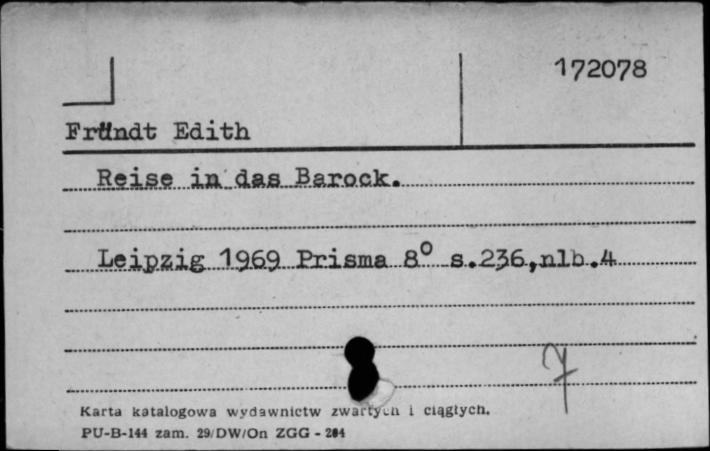 172078
Fründt Edith
Reise in das Barock.
Leipzig 1969 Prisma 8° s.236,nlb.4
7
Karta katalogowa wydawnictw zwartych i ciągłych.
PU-B-144 zam. 29/DW/On ZGG - 204